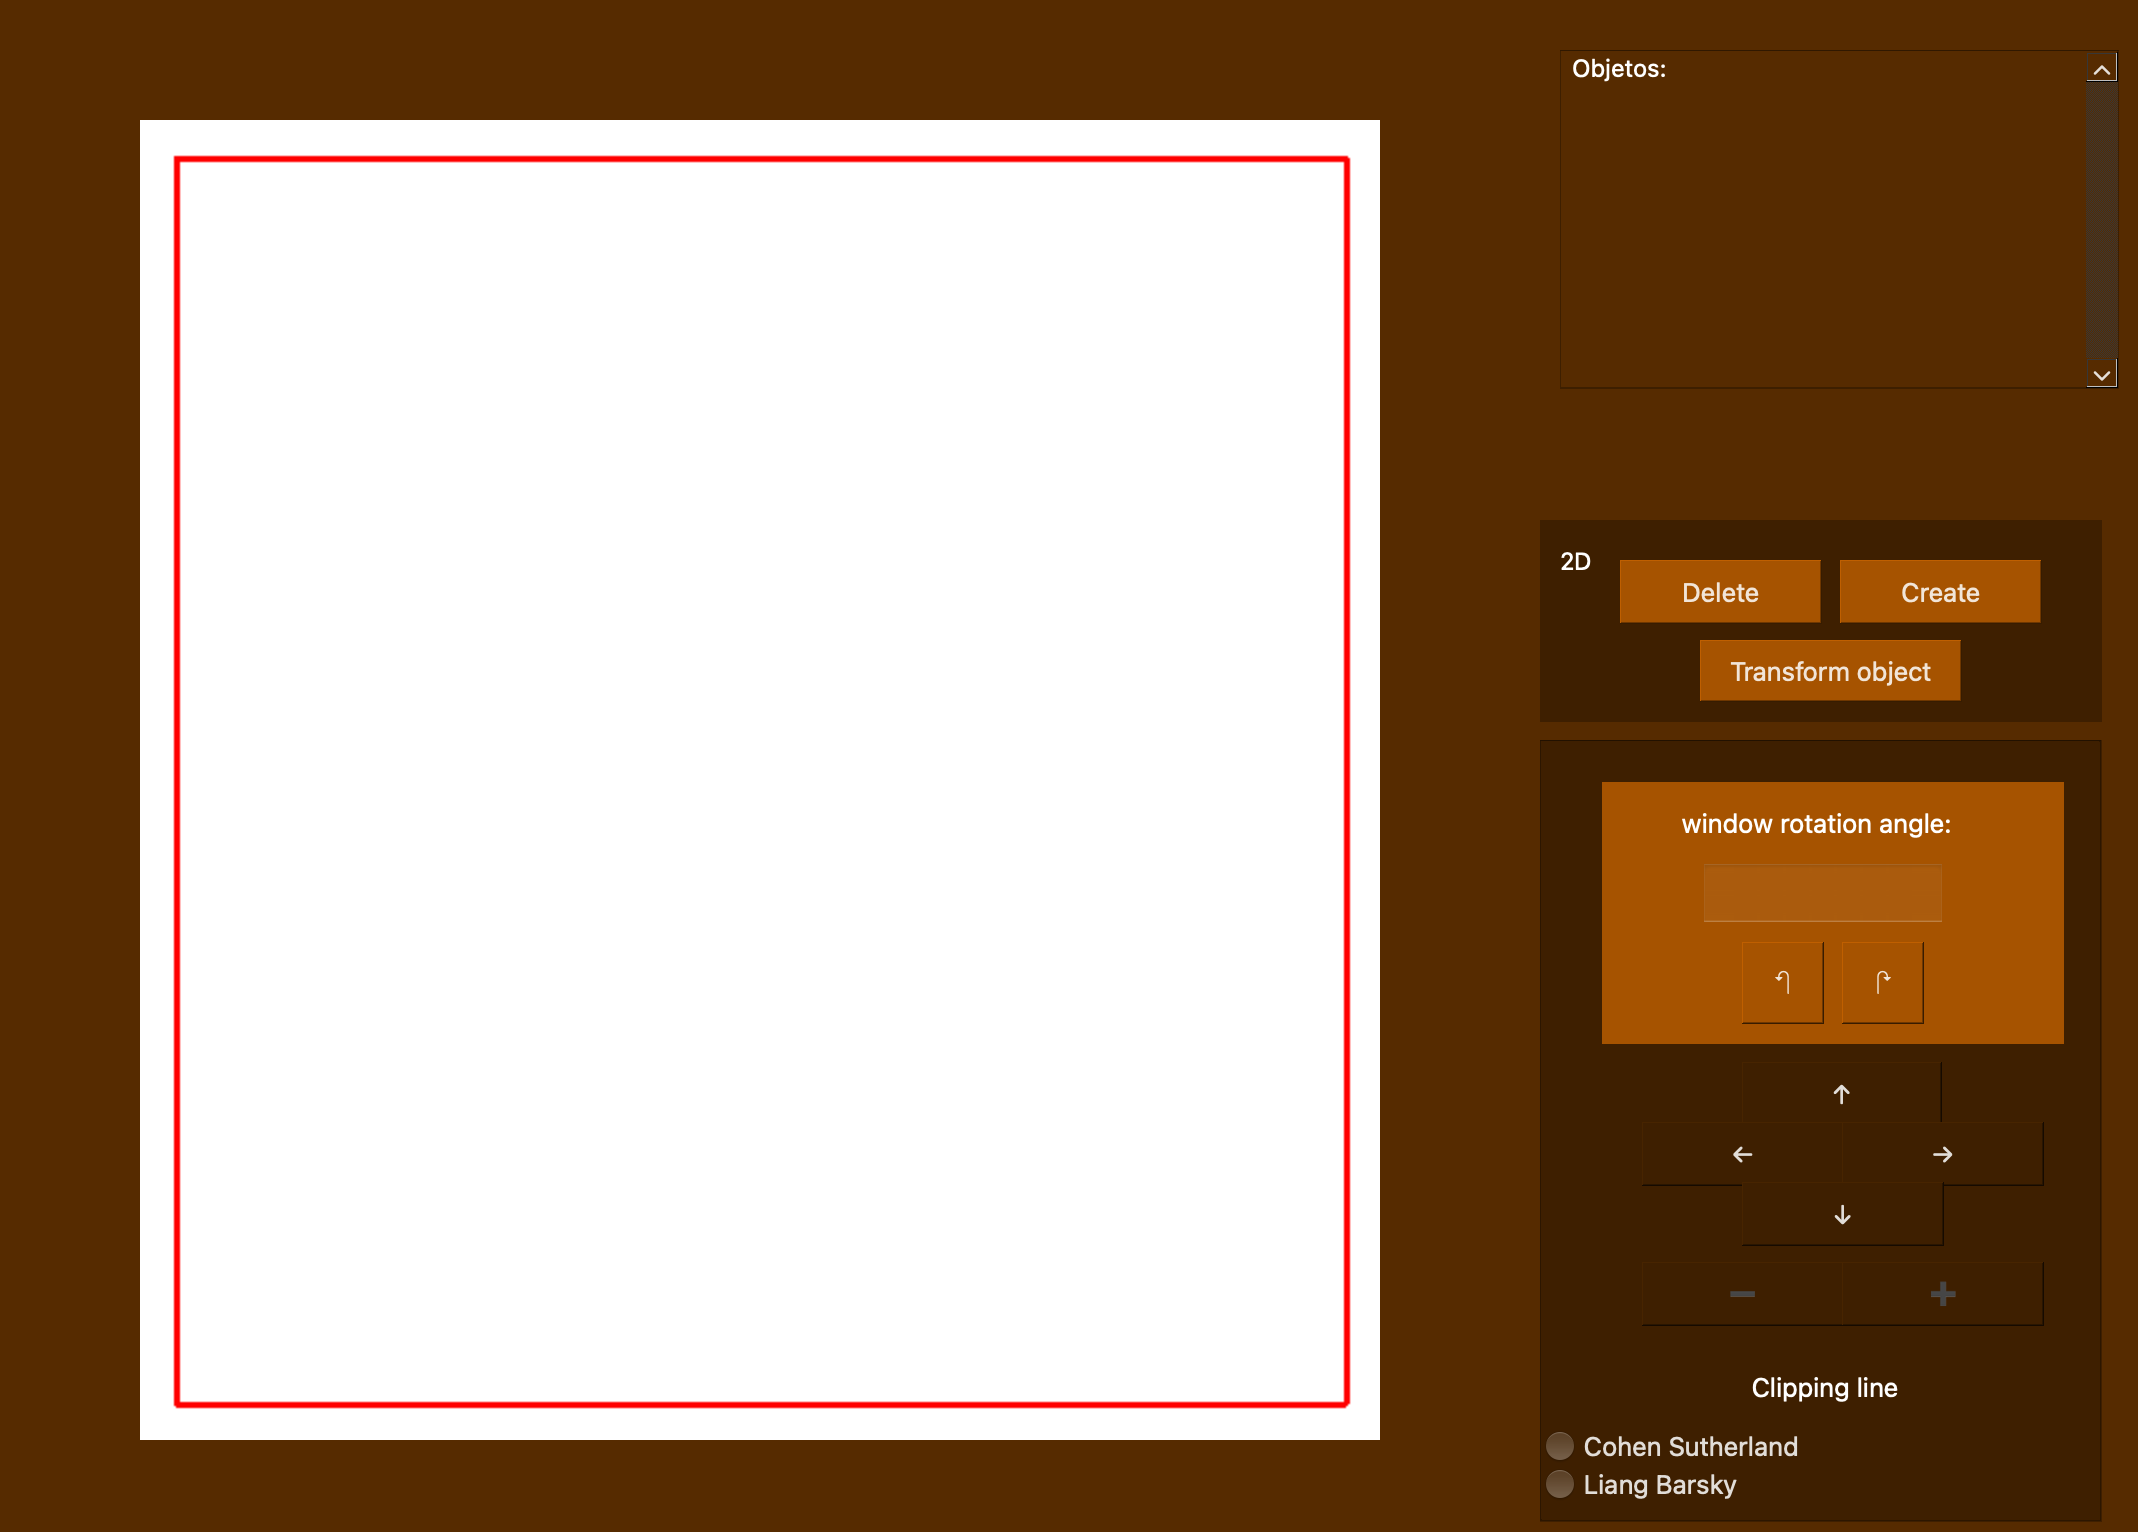 Objetos:
2D
Delete
Create
Transform object
window rotation angle:
↰
↱
↑
←
→
↓
−
+
Clipping line
Cohen Sutherland
Liang Barsky